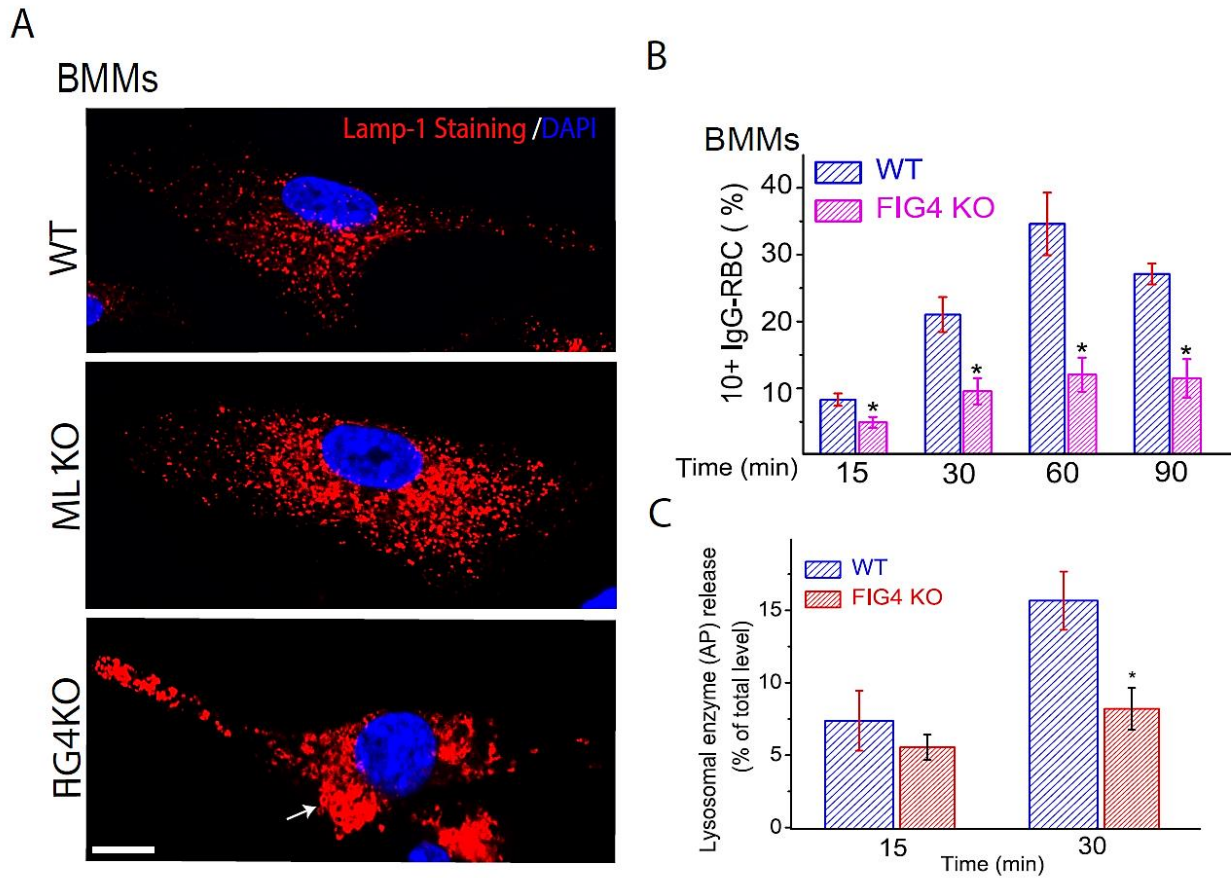 A
BMMs
Lamp-1 Staining /DAPI
WT
ML1KO
FIG4KO
B
BMMs
WT
FIG4 KO
10+ IgG-RBC ( %)
40
30
20
10
* * * *
Time (min) 15 30 60 90
C
WT
FIG4 KO
Lysosomal enzyme (AP) release
(% of total level)
15
10
5
0
*
15 30
Time (min)